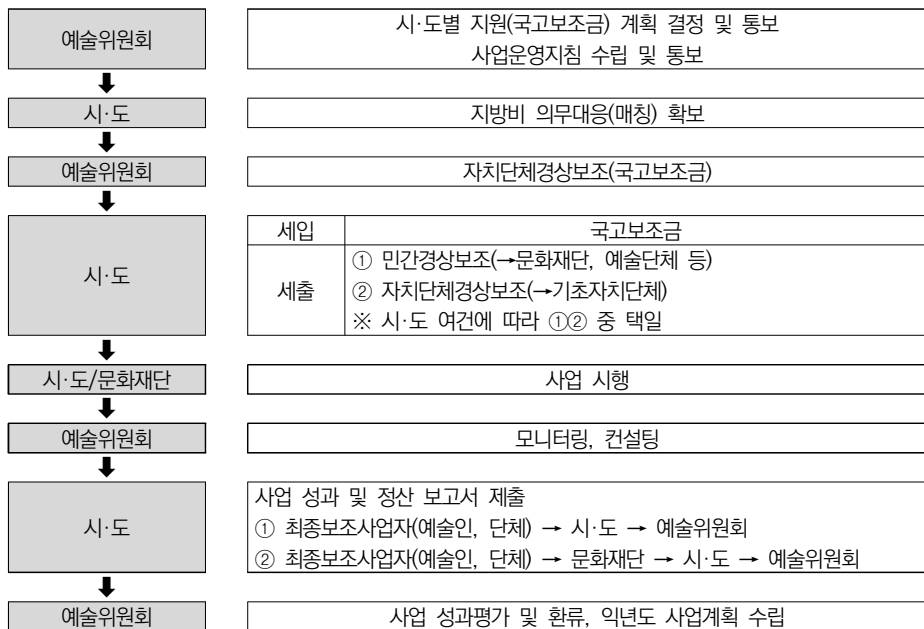 예술위원회
시·도별 지원(국고보조금) 계획 결정 및 통보
사업운영지침 수립 및 통보
시·도
지방비 의무대응(매칭) 확보
예술위원회
자치단체경상보조(국고보조금)
시·도
세입
국고보조금
세출
① 민간경상보조(→문화재단, 예술단체 등)
② 자치단체경상보조(→기초자치단체)
※ 시·도 여건에 따라 ①② 중 택일
시·도/문화재단
사업 시행
예술위원회
모니터링, 컨설팅
시·도
사업 성과 및 정산 보고서 제출
① 최종보조사업자(예술인, 단체) → 시·도 → 예술위원회
② 최종보조사업자(예술인, 단체) → 문화재단 → 시·도 → 예술위원회
예술위원회
사업 성과평가 및 환류, 익년도 사업계획 수립